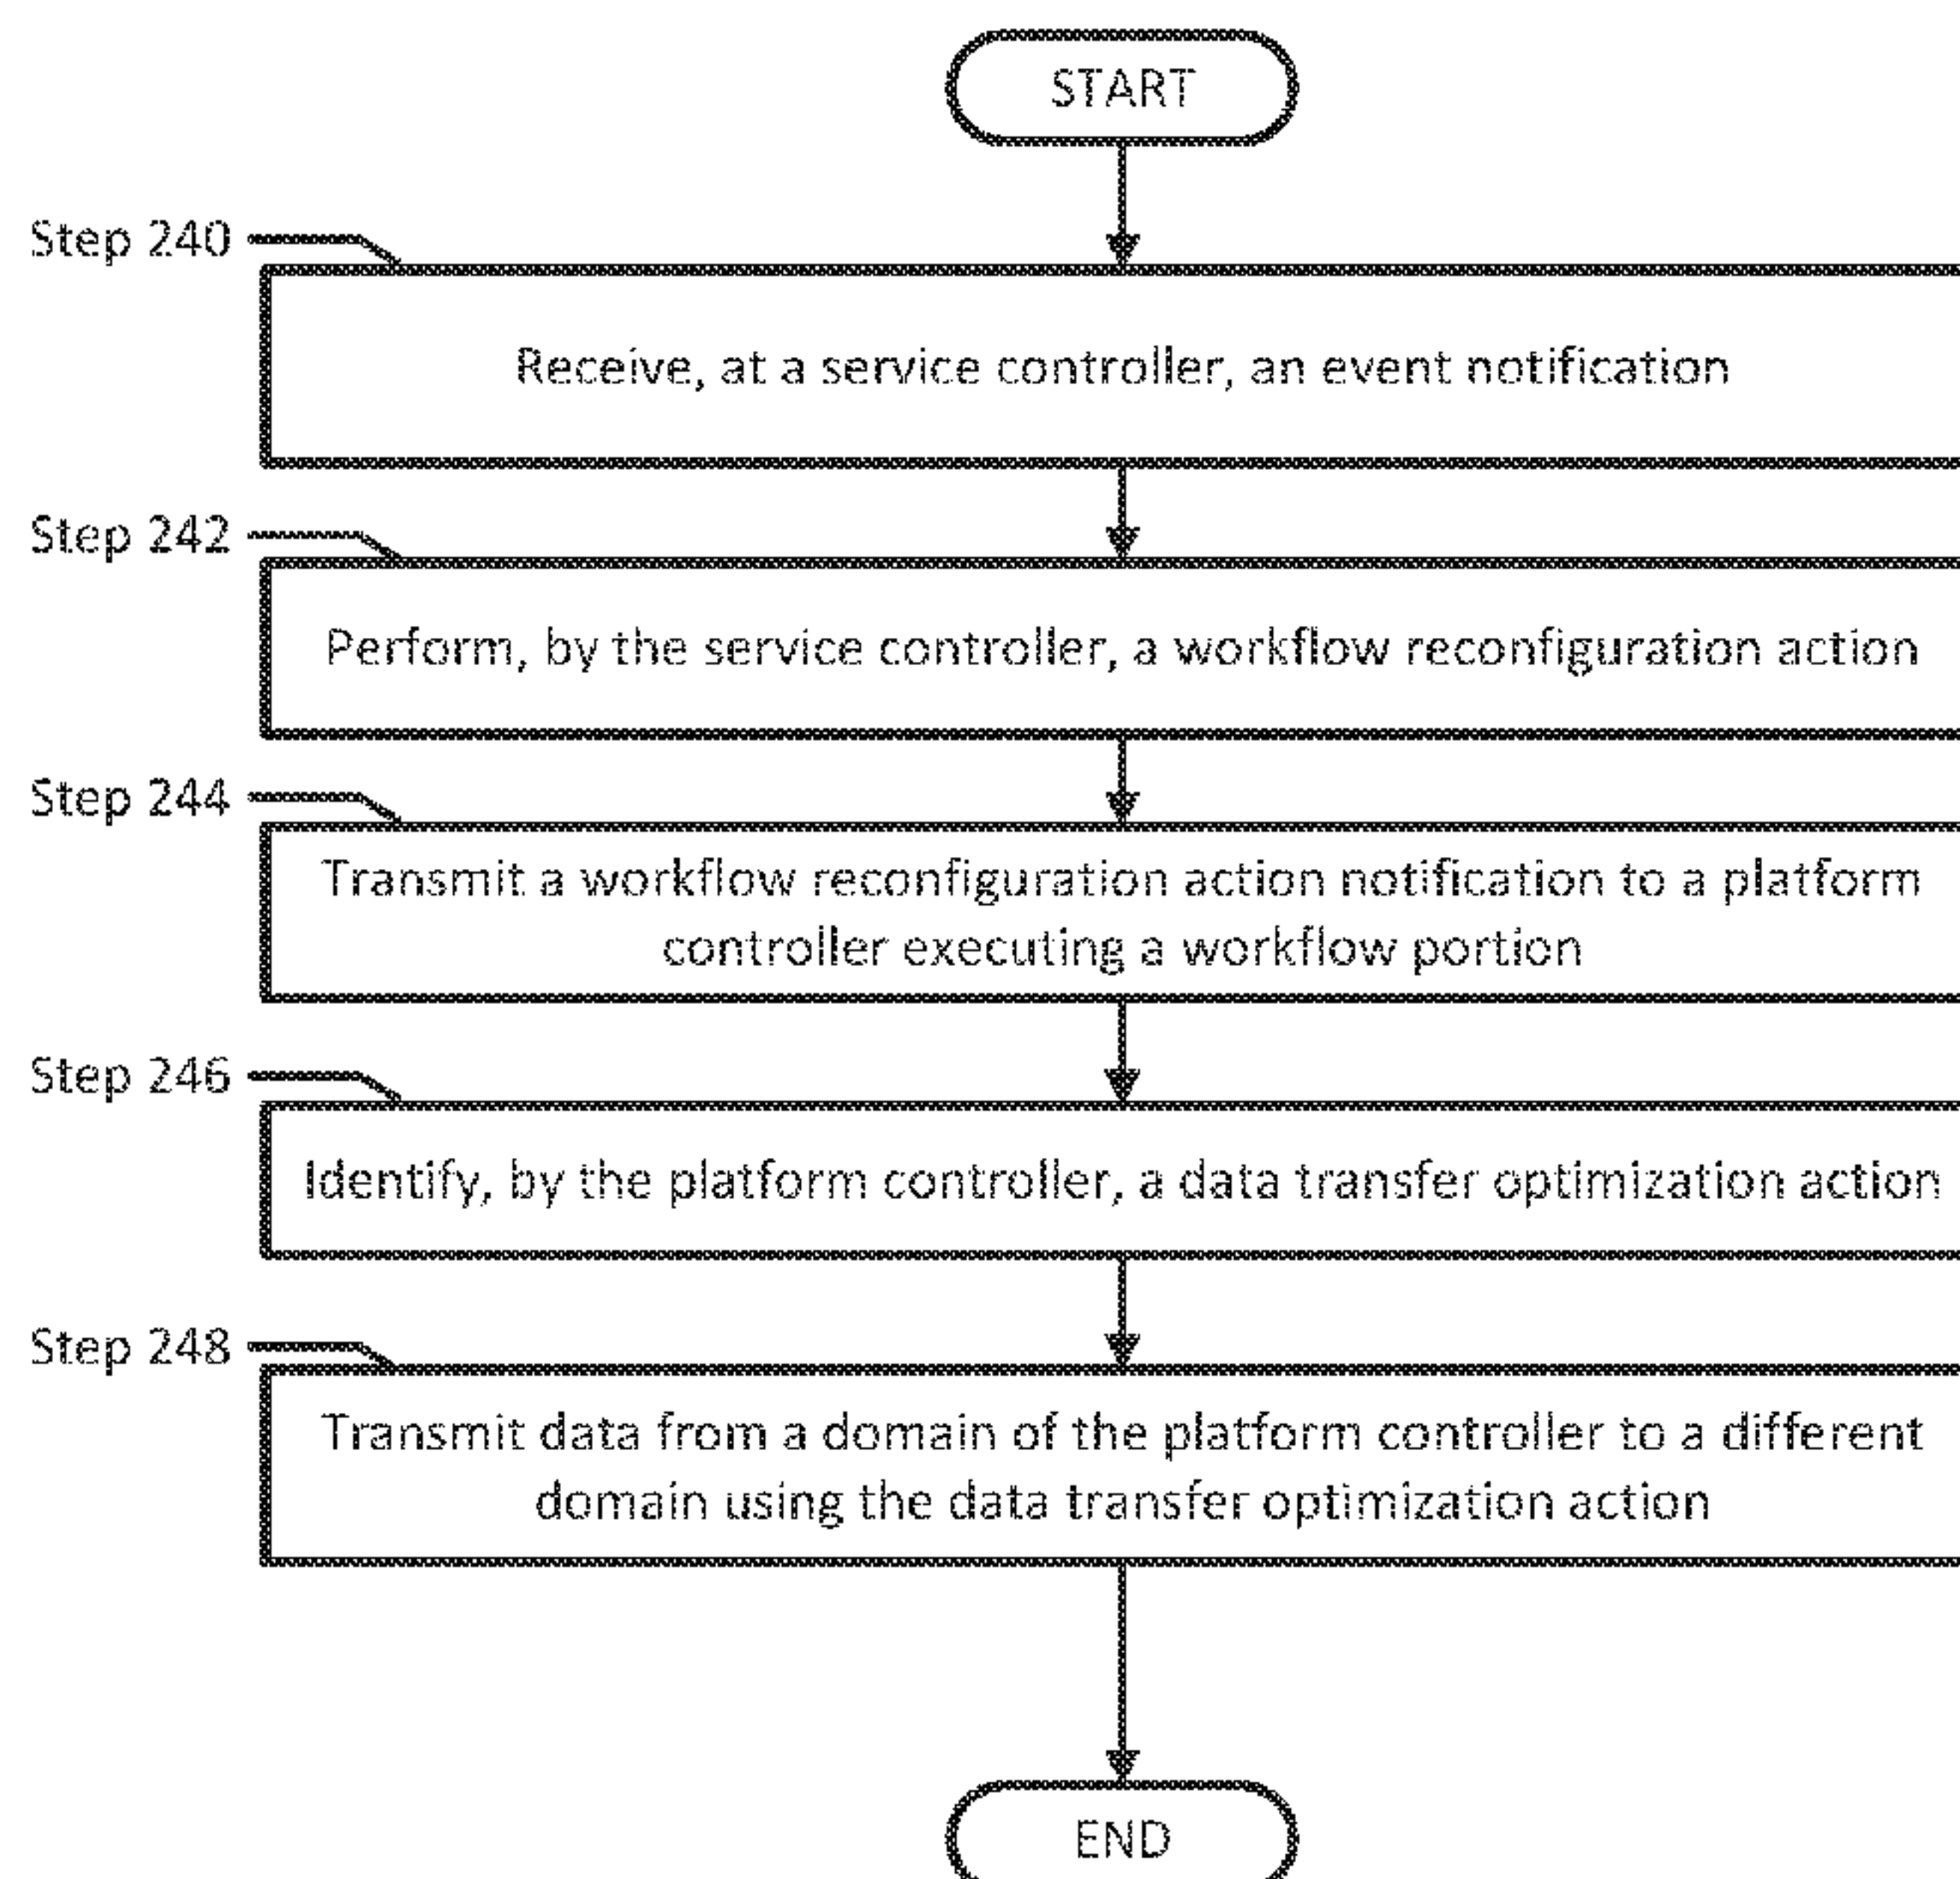 START
Step 240
Receive, at a service controller, an event notification
Step 242
Perform, by the service controller, a workflow reconfiguration action
Step 244
Transmit a workflow reconfiguration action notification to a platform
controller executing a workflow portion
Step 246
Identify, by the platform controller, a data transfer optimization action
Step 248
Transmit data from a domain of the platform controller to a different
domain using the data transfer optimization action
END